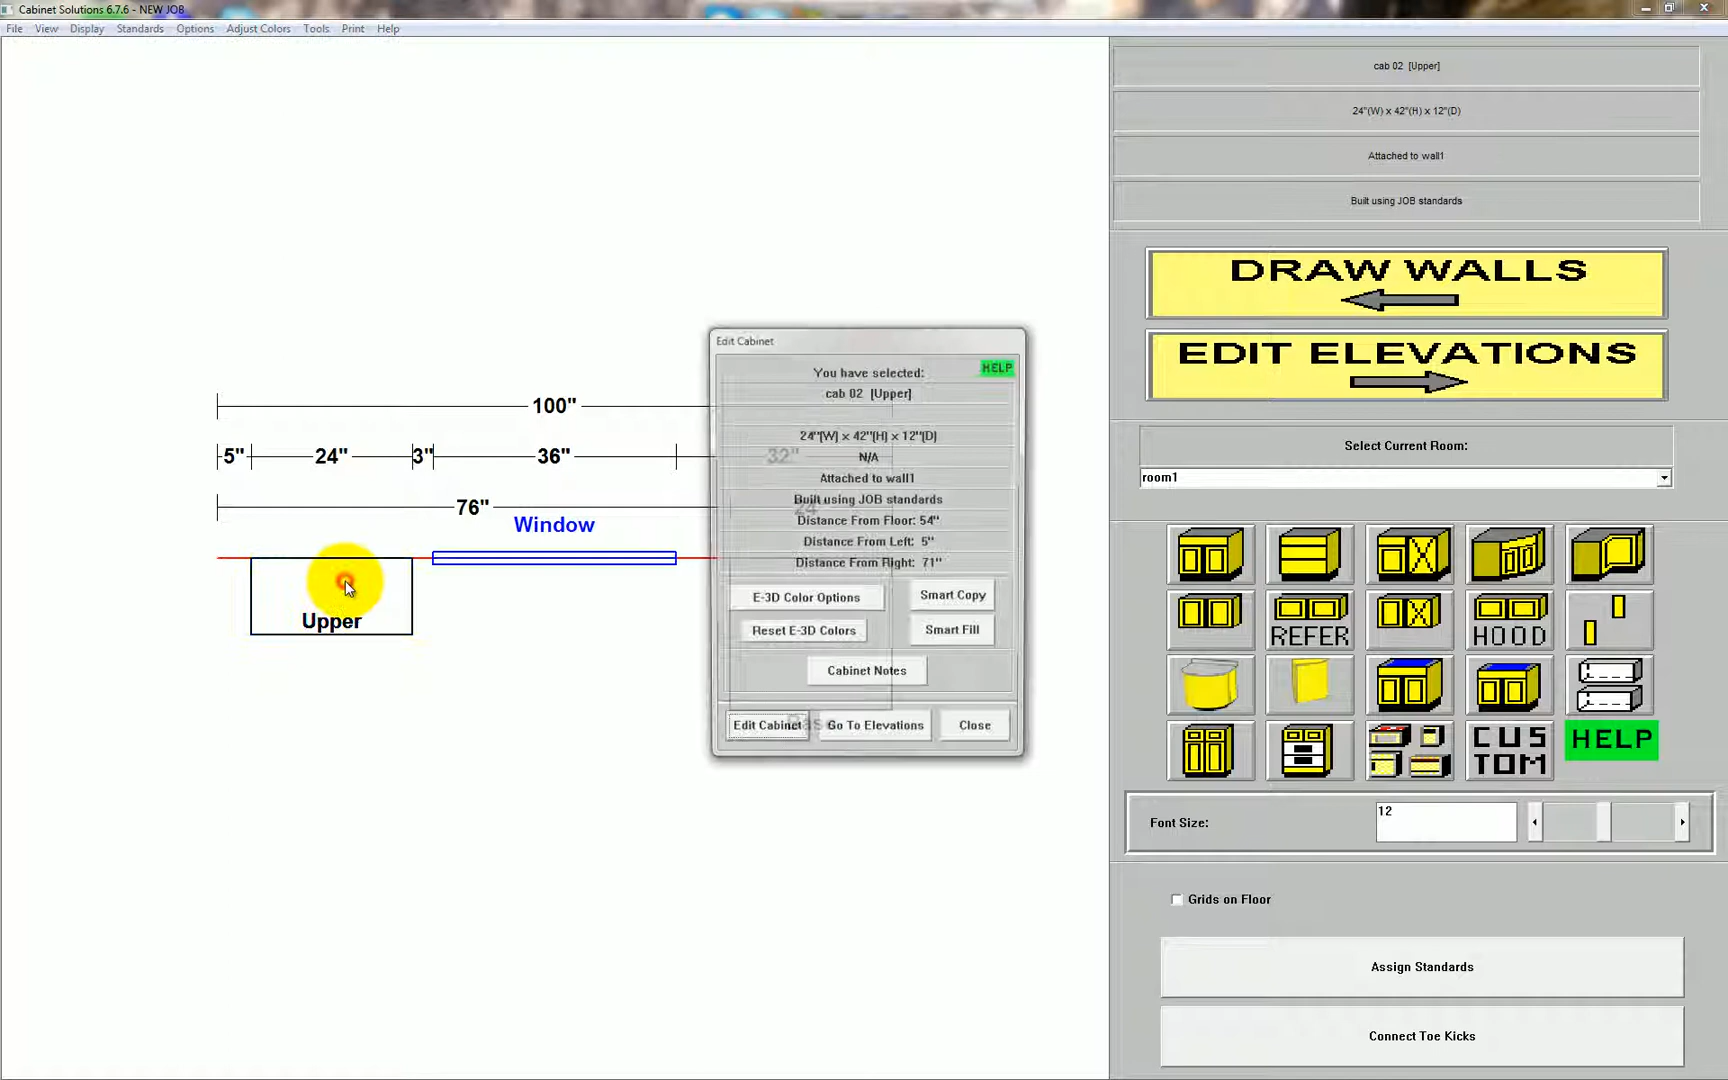 Cabinet Solutions 6.7.6 - NEW JOB
File View Display Standards Options Adjust Colors Tools Print Help
cab 02 [Upper]
24"(W) x 42"(H) x 12"(D)
Attached to wall1
Built using JOB standards
DRAW WALLS
EDIT ELEVATIONS
Select Current Room:
room1
REFER
HOOD
CUS
TOM
HELP
Font Size:
12
Grids on Floor
Assign Standards
Connect Toe Kicks
100"
5" 24" 3" 36" 32"
76" 24"
Window
Upper
Edit Cabinet
HELP
You have selected:
cab 02 [Upper]
24"[W] x 42"[H] x 12"[D]
N/A
Attached to wall1
Built using JOB standards
Distance From Floor: 54"
Distance From Left: 5"
Distance From Right: 71"
E-3D Color Options Smart Copy
Reset E-3D Colors Smart Fill
Cabinet Notes
Edit Cabinet Go To Elevations Close